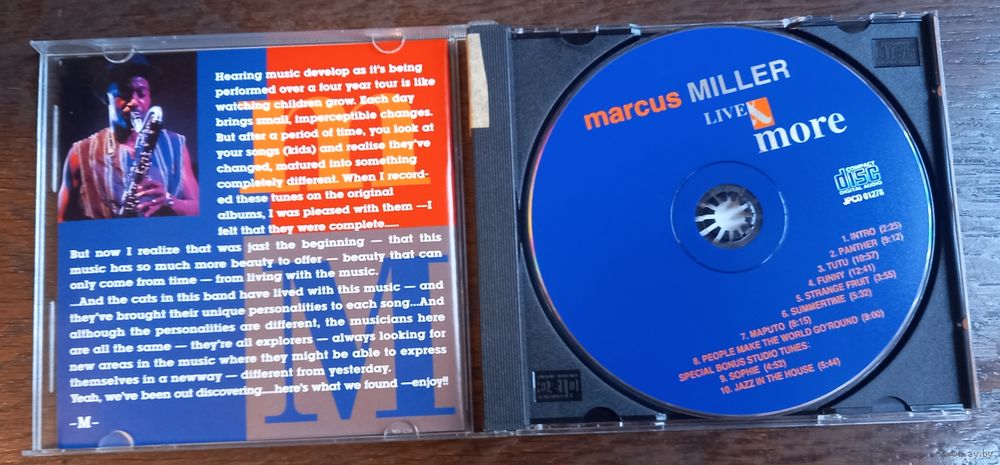 Hearing music develop as it's being
performed over a four year tour is like
watching children grow. Each day
brings small, imperceptible changes.
But after a period of time, you look at
your songs (kids) and realise they've
changed, matured into something
completely different. When I record-
ed these tunes on the original
albums, I was pleased with them —I
felt that they were complete.....
But now I realize that was just the beginning — that this
music has so much more beauty to offer — beauty that can
only come from time — from living with the music.
...And the cats in this band have lived with this music — and
they've brought their unique personalities to each song...And
although the personalities are different, the musicians here
are all the same — they're all explorers — always looking for
new areas in the music where they might be able to express
themselves in a newway — different from yesterday.
Yeah, we've been out discovering....here's what we found —enjoy!!
–M–
M
marcus MILLER
LIVE &
more
COMPACT
disc
DIGITAL AUDIO
JPCD 01278
1. INTRO (2:25)
2. PANTHER (9:12)
3. TUTU (10:57)
4. FUNNY (12:41)
5. STRANGE FRUIT (3:55)
6. SUMMERTIME (5:32)
7. MAPUTO (8:15)
8. PEOPLE MAKE THE WORLD GO'ROUND (9:00)
SPECIAL BONUS STUDIO TUNES:
9. SOPHIE (4:52)
10. JAZZ IN THE HOUSE (5:44)